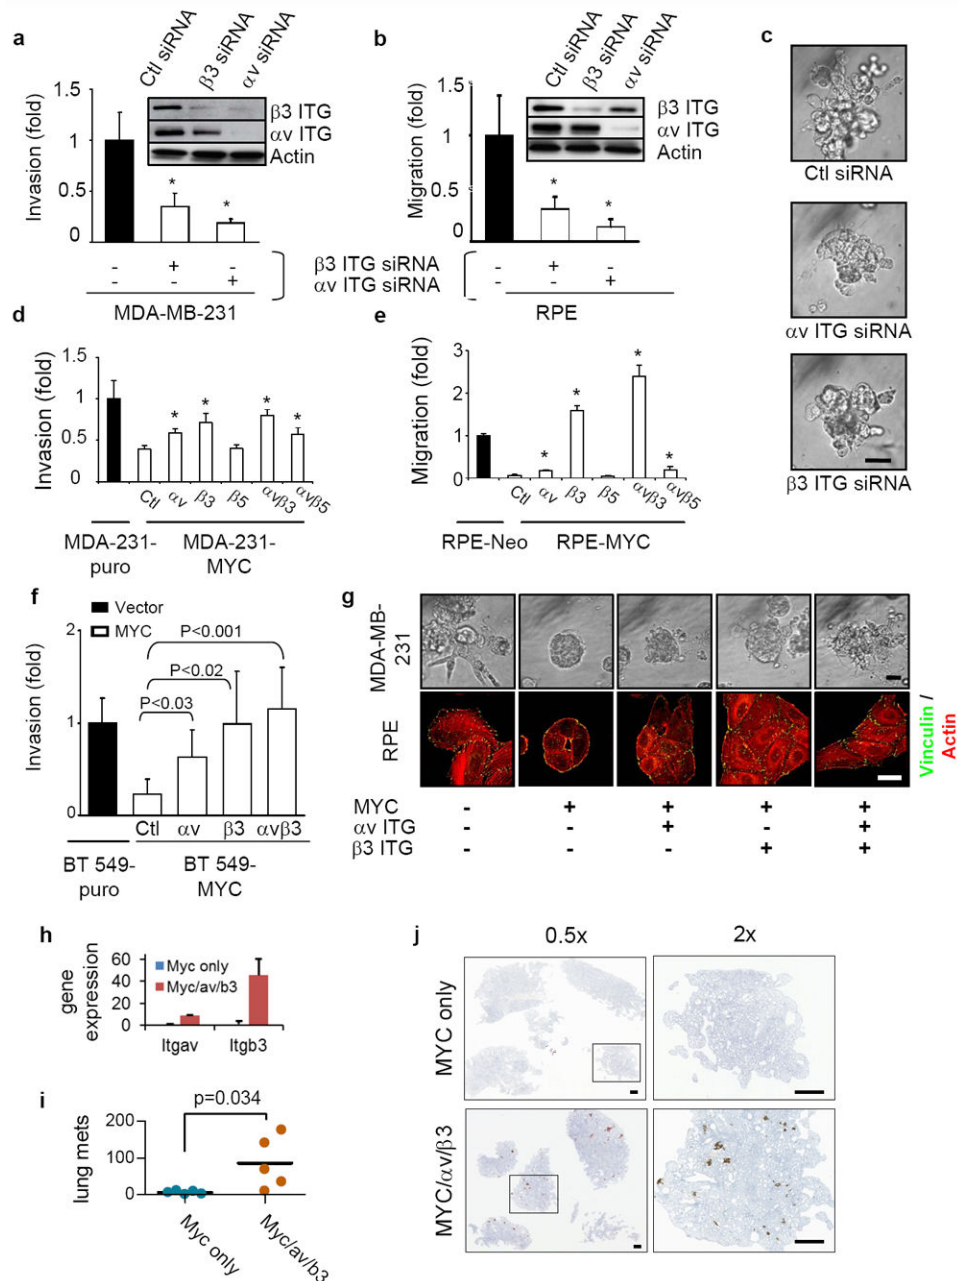 a
Ctl siRNA
β3 siRNA
αv siRNA
Invasion (fold)
1.5
1
0.5
0
β3 ITG
αv ITG
Actin
*
*
- + -
- - +
MDA-MB-231
β3 ITG siRNA
αv ITG siRNA
b
Ctl siRNA
β3 siRNA
αv siRNA
Migration (fold)
1.5
1
0.5
0
β3 ITG
αv ITG
Actin
*
*
- + -
- - +
RPE
c
Ctl siRNA
αv ITG siRNA
β3 ITG siRNA
d
Invasion (fold)
1.5
1
0.5
0
* * * *
Ctl αv β3 β5 αvβ3 αvβ5
MDA-231-
puro
MDA-231-
MYC
e
Migration (fold)
3
2
1
0
* * * *
Ctl αv β3 β5 αvβ3 αvβ5
RPE-Neo
RPE-MYC
f
Vector
MYC
Invasion (fold)
2
1
0
P<0.001
P<0.02
P<0.03
Ctl αv β3 αvβ3
BT 549-
puro
BT 549-
MYC
g
MDA-MB-
231
RPE
Vinculin /
Actin
MYC - + + + +
αv ITG - - + - +
β3 ITG - - - + +
h
gene
expression
60
40
20
0
Myc only
Myc/av/b3
Itgav Itgb3
i
p=0.034
lung mets
200
100
0
Myc only
Myc/av/b3
j
0.5x 2x
MYC only
MYC/αv/β3